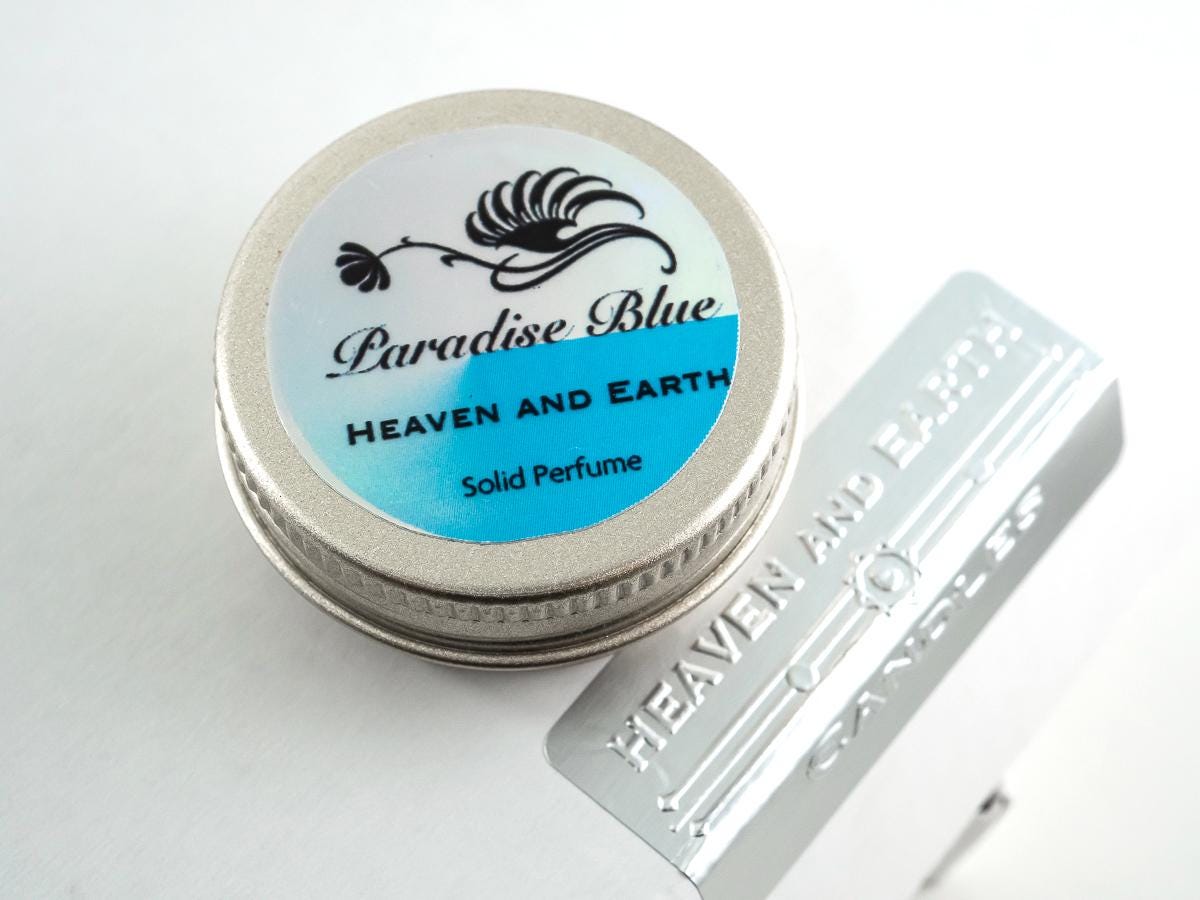 Paradise Blue
HEAVEN AND EARTH
Solid Perfume
HEAVEN AND EARTH
CANDLES